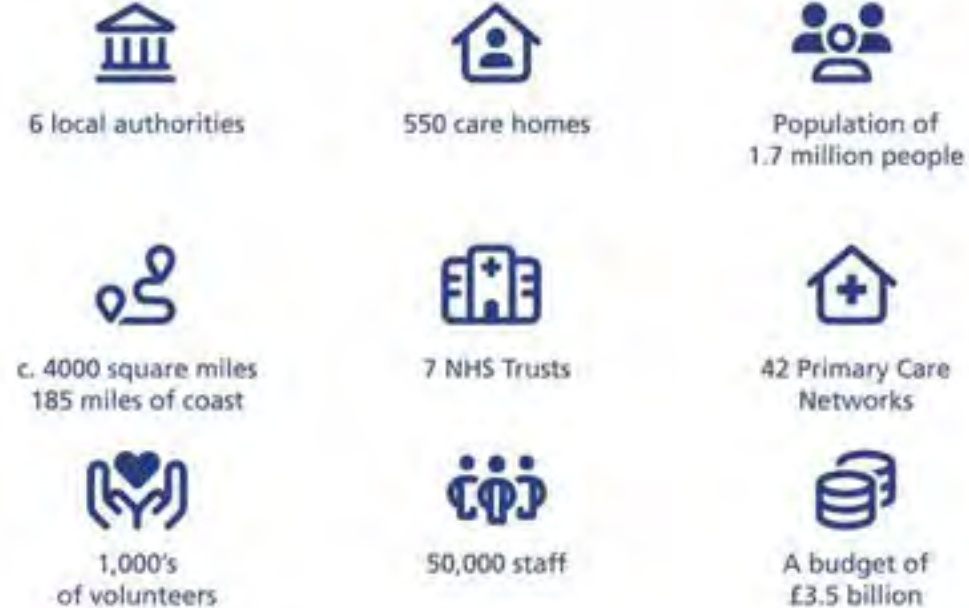 6 local authorities
550 care homes
Population of
1.7 million people
c. 4000 square miles
185 miles of coast
7 NHS Trusts
42 Primary Care
Networks
1,000's
of volunteers
50,000 staff
A budget of
£3.5 billion